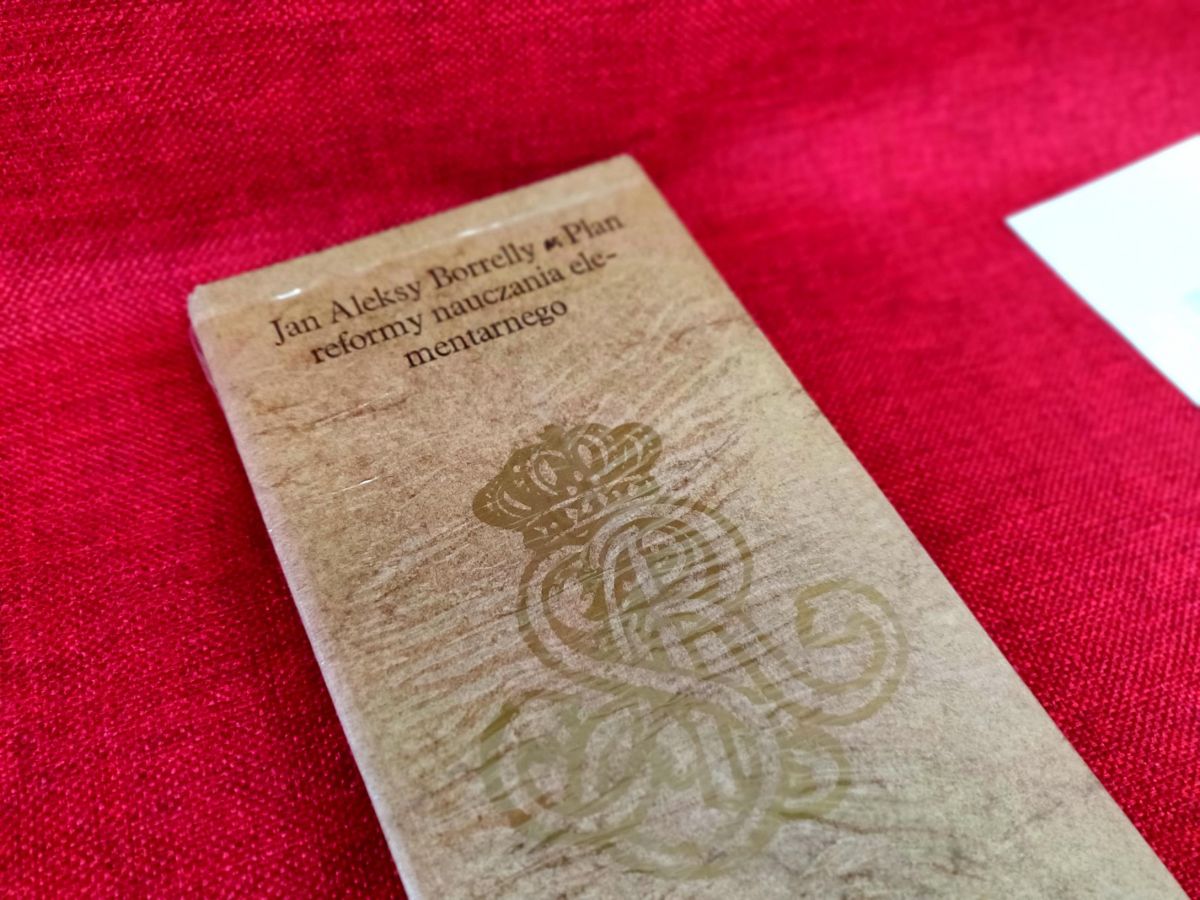 Jan Aleksy Borrelly Plan
reformy nauczania ele-
mentarnego